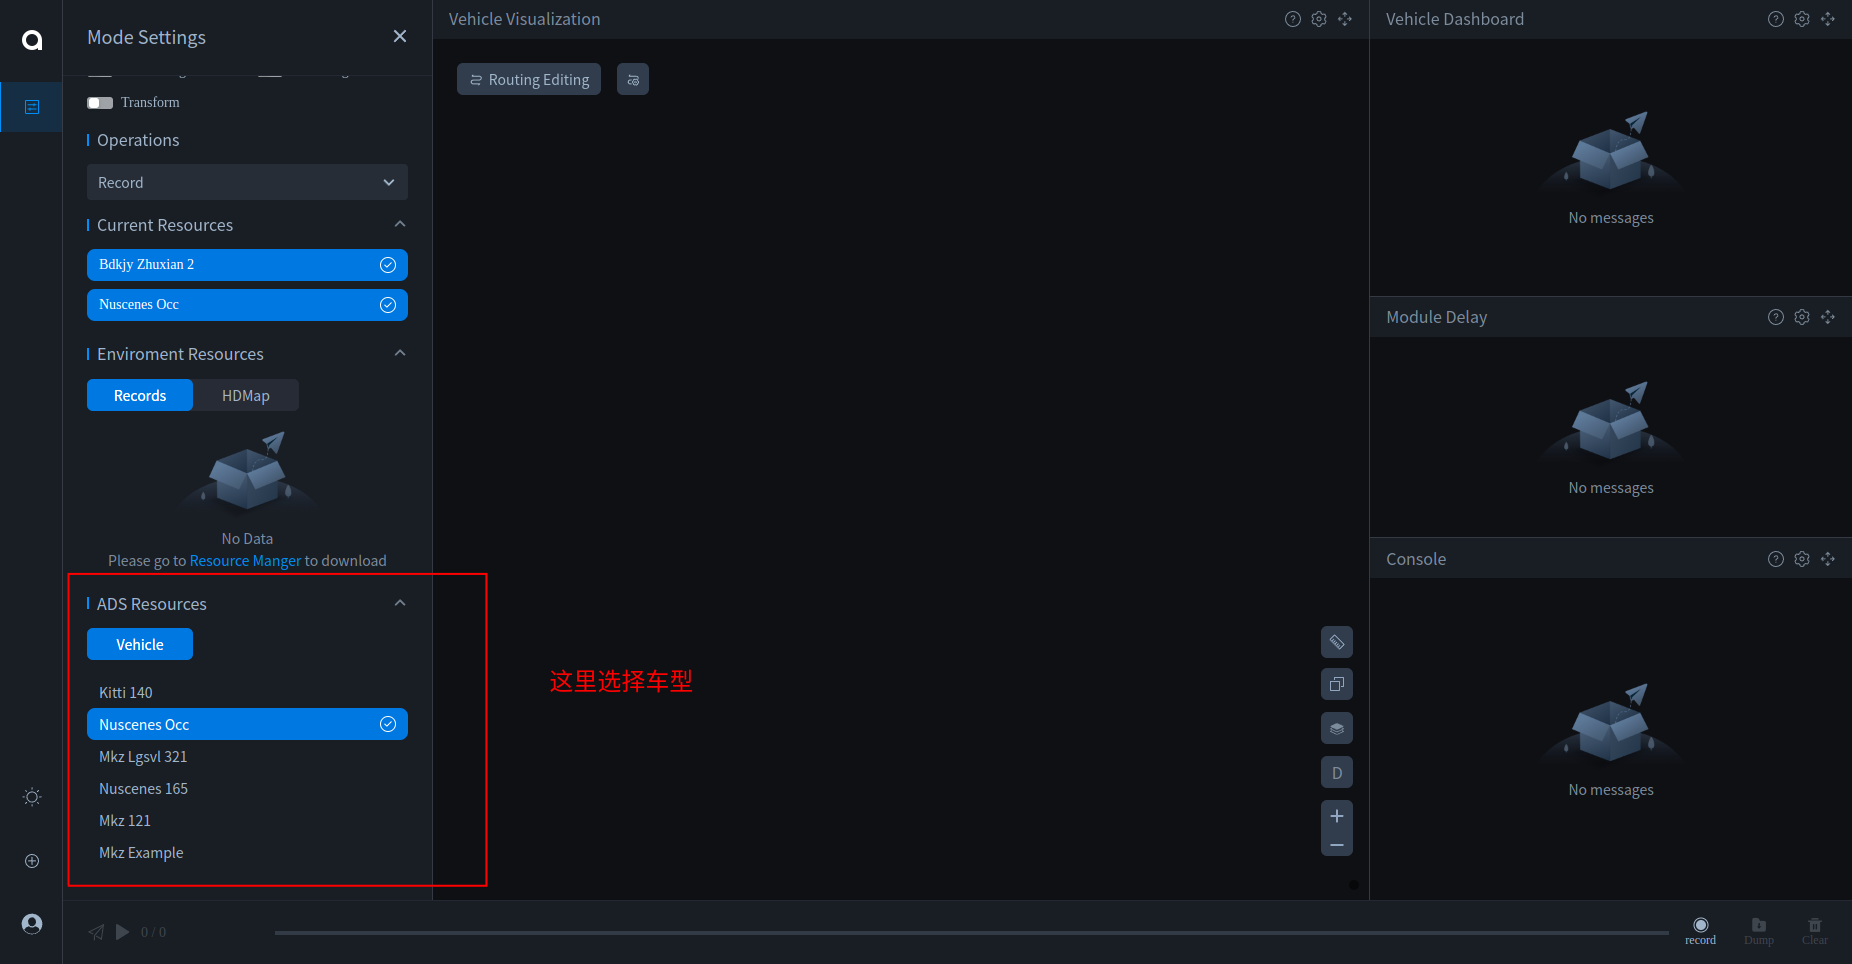 Mode Settings
Transform
Operations
Record
Current Resources
Bdkjy Zhuxian 2
Nuscenes Occ
Enviroment Resources
Records
HDMap
No Data
Please go to Resource Manger to download
ADS Resources
Vehicle
Kitti 140
Nuscenes Occ
Mkz Lgsvl 321
Nuscenes 165
Mkz 121
Mkz Example
Vehicle Visualization
Routing Editing
这里选择车型
D
Vehicle Dashboard
No messages
Module Delay
No messages
Console
No messages
0 / 0
record
Dump
Clear